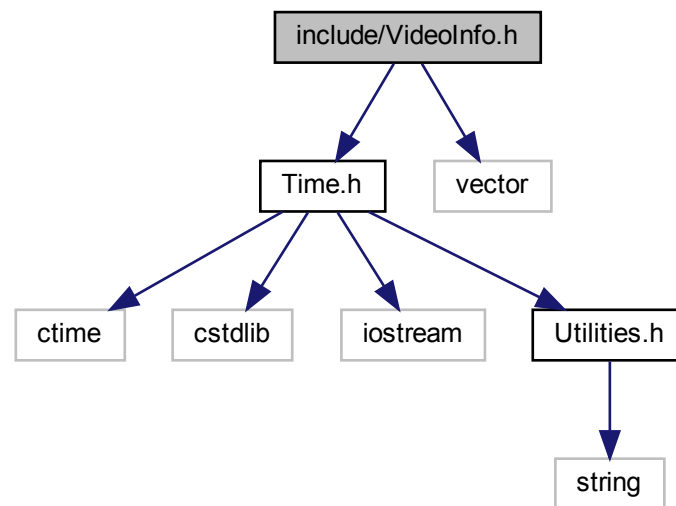 include/VideoInfo.h
Time.h
vector
ctime
cstdlib
iostream
Utilities.h
string